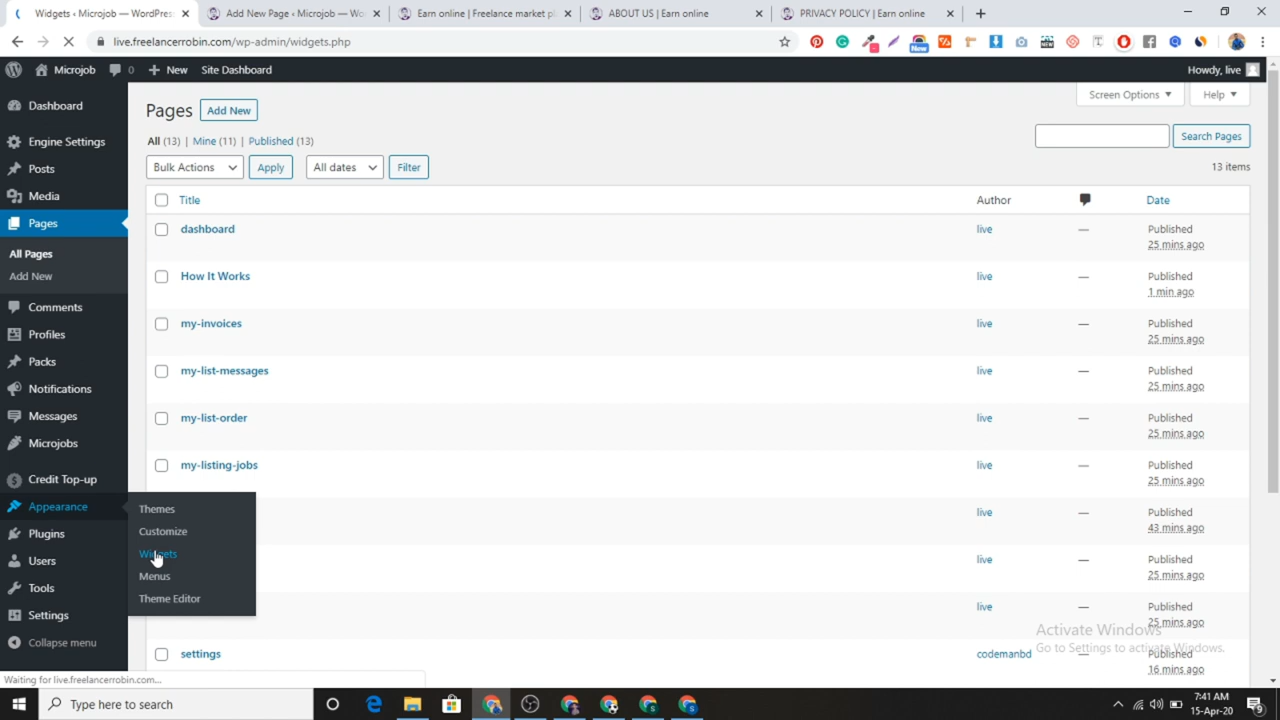 Widgets ‹ Microjob — WordPres
Add New Page ‹ Microjob — Wo
Earn online | Freelance market pl
ABOUT US | Earn online
PRIVACY POLICY | Earn online
live.freelancerrobin.com/wp-admin/widgets.php
New
NEW
Microjob
0
New
Site Dashboard
Howdy, live
Dashboard
Engine Settings
Posts
Media
Pages
All Pages
Add New
Comments
Profiles
Packs
Notifications
Messages
Microjobs
Credit Top-up
Appearance
Plugins
Users
Tools
Settings
Collapse menu
Themes
Customize
Widgets
Menus
Theme Editor
Screen Options
Help
Pages
Add New
All (13) | Mine (11) | Published (13)
Search Pages
Bulk Actions
Apply
All dates
Filter
13 items
Title Author Date
dashboard live — Published
25 mins ago
How It Works live — Published
1 min ago
my-invoices live — Published
25 mins ago
my-list-messages live — Published
25 mins ago
my-list-order live — Published
25 mins ago
my-listing-jobs live — Published
25 mins ago
live — Published
43 mins ago
live — Published
25 mins ago
live — Published
25 mins ago
settings codemanbd — Published
16 mins ago
Activate Windows
Go to Settings to activate Windows.
Waiting for live.freelancerrobin.com...
Type here to search
7:41 AM
15-Apr-20